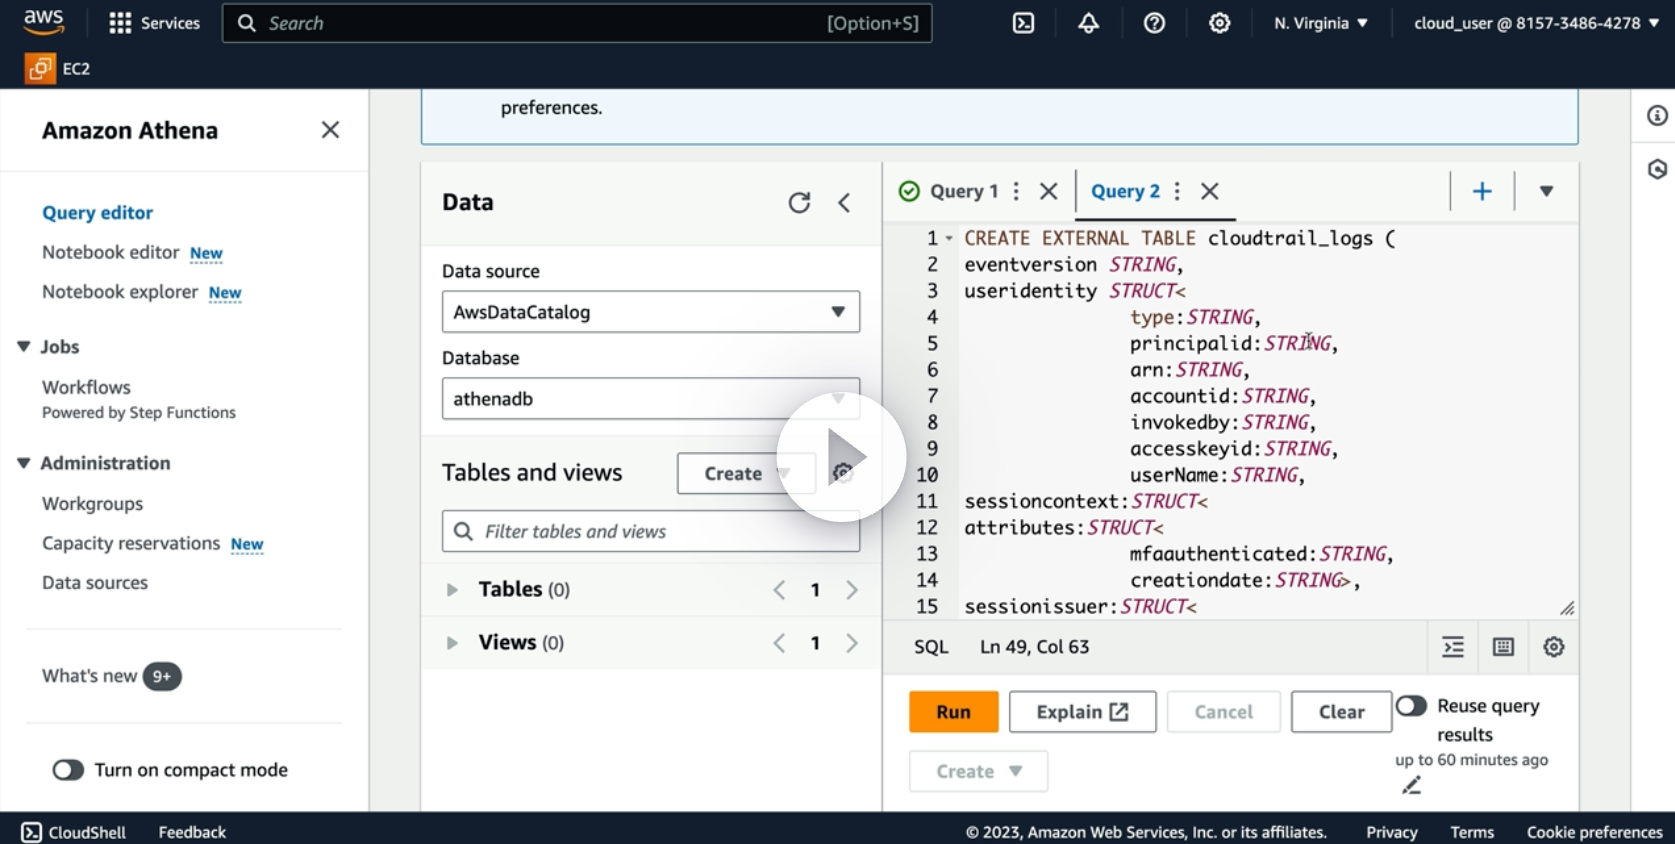 aws
Services
Search
[Option+S]
N. Virginia
cloud_user @ 8157-3486-4278
EC2
Amazon Athena
Query editor
Notebook editor New
Notebook explorer New
Jobs
Workflows
Powered by Step Functions
Administration
Workgroups
Capacity reservations New
Data sources
What's new 9+
Turn on compact mode
preferences.
Data
Data source
AwsDataCatalog
Database
athenadb
Tables and views
Create
Filter tables and views
Tables (0)
1
Views (0)
1
Query 1
Query 2
1 CREATE EXTERNAL TABLE cloudtrail_logs (
2 eventversion STRING,
3 useridentity STRUCT<
4 type:STRING,
5 principalid:STRING,
6 arn:STRING,
7 accountid:STRING,
8 invokedby:STRING,
9 accesskeyid:STRING,
10 userName:STRING,
11 sessioncontext:STRUCT<
12 attributes:STRUCT<
13 mfaauthenticated:STRING,
14 creationdate:STRING>,
15 sessionissuer:STRUCT<
SQL Ln 49, Col 63
Run
Explain
Cancel
Clear
Reuse query
results
up to 60 minutes ago
Create
CloudShell
Feedback
© 2023, Amazon Web Services, Inc. or its affiliates.
Privacy
Terms
Cookie preferences